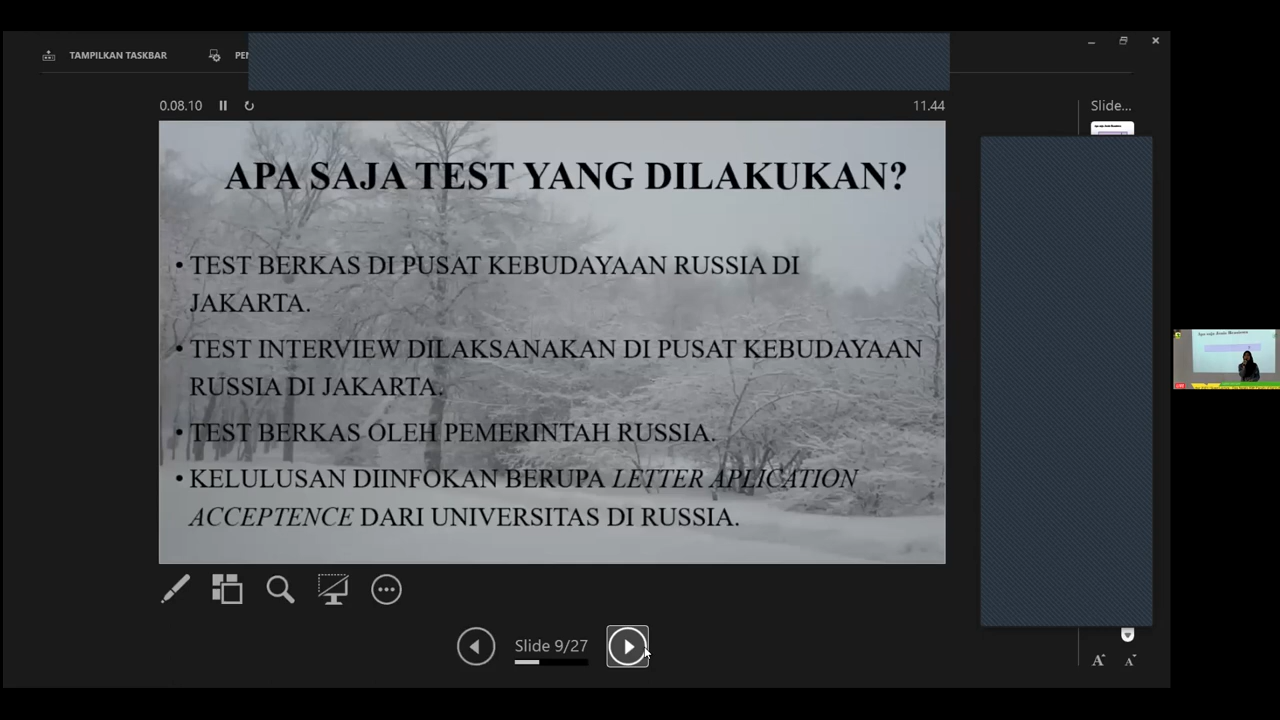 TAMPILKAN TASKBAR
PEN
0.08.10
11.44
Slide...
APA SAJA TEST YANG DILAKUKAN?
• TEST BERKAS DI PUSAT KEBUDAYAAN RUSSIA DI
JAKARTA.
• TEST INTERVIEW DILAKSANAKAN DI PUSAT KEBUDAYAAN
RUSSIA DI JAKARTA.
• TEST BERKAS OLEH PEMERINTAH RUSSIA.
• KELULUSAN DIINFOKAN BERUPA LETTER APLICATION
ACCEPTENCE DARI UNIVERSITAS DI RUSSIA.
Slide 9/27
A A
LIVE